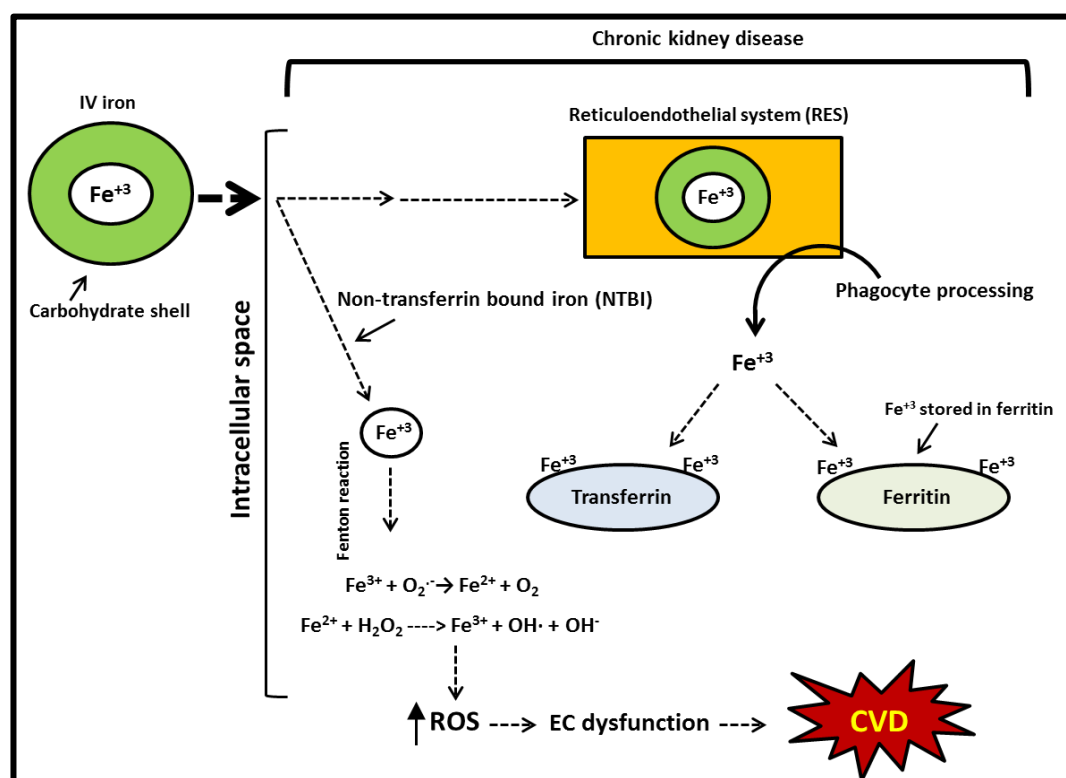 Chronic kidney disease
IV iron
Reticuloendothelial system (RES)
Fe⁺³
Fe⁺³
Carbohydrate shell
Intracellular space
Non-transferrin bound iron (NTBI)
Phagocyte processing
Fe⁺³
Fe⁺³
Fe⁺³ stored in ferritin
Fe⁺³
Fe⁺³
Transferrin
Fe⁺³
Fe⁺³
Ferritin
Fenton reaction
Fe³⁺ + O₂·⁻→ Fe²⁺ + O₂
Fe²⁺ + H₂O₂ ----> Fe³⁺ + OH· + OH⁻
ROS
EC dysfunction
CVD